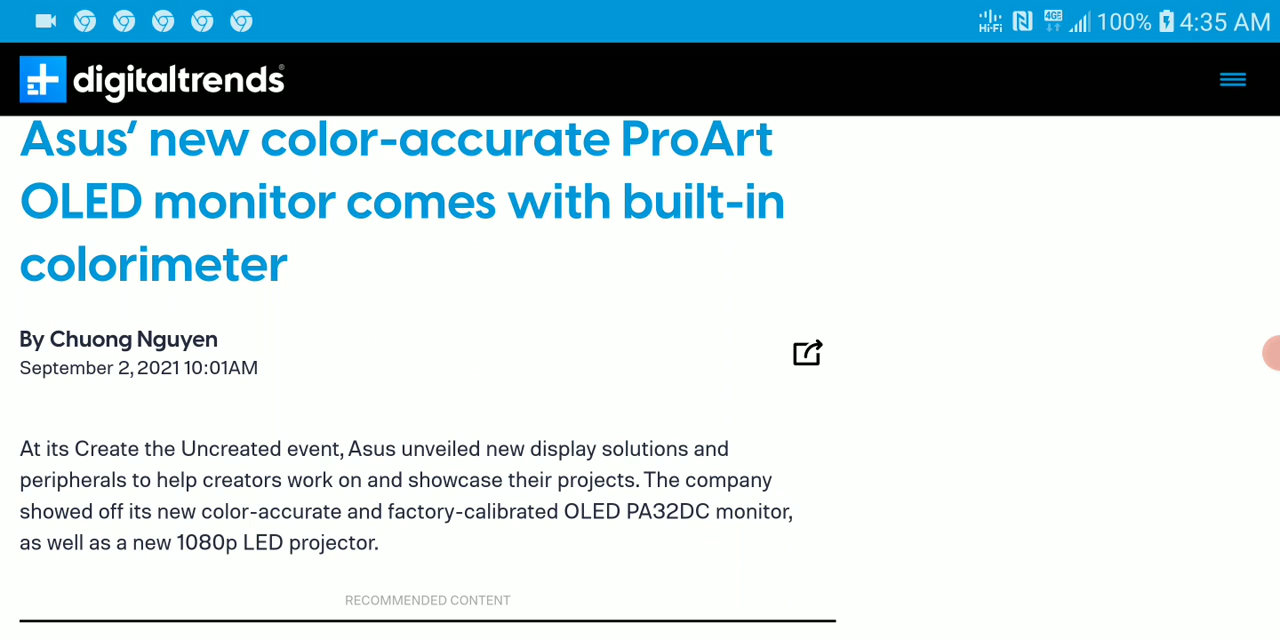 Hi-Fi 4GE 100% 4:35 AM
digitaltrends®
Asus‘ new color-accurate ProArt
OLED monitor comes with built-in
colorimeter
By Chuong Nguyen
September 2, 2021 10:01AM
At its Create the Uncreated event, Asus unveiled new display solutions and
peripherals to help creators work on and showcase their projects. The company
showed off its new color-accurate and factory-calibrated OLED PA32DC monitor,
as well as a new 1080p LED projector.
RECOMMENDED CONTENT